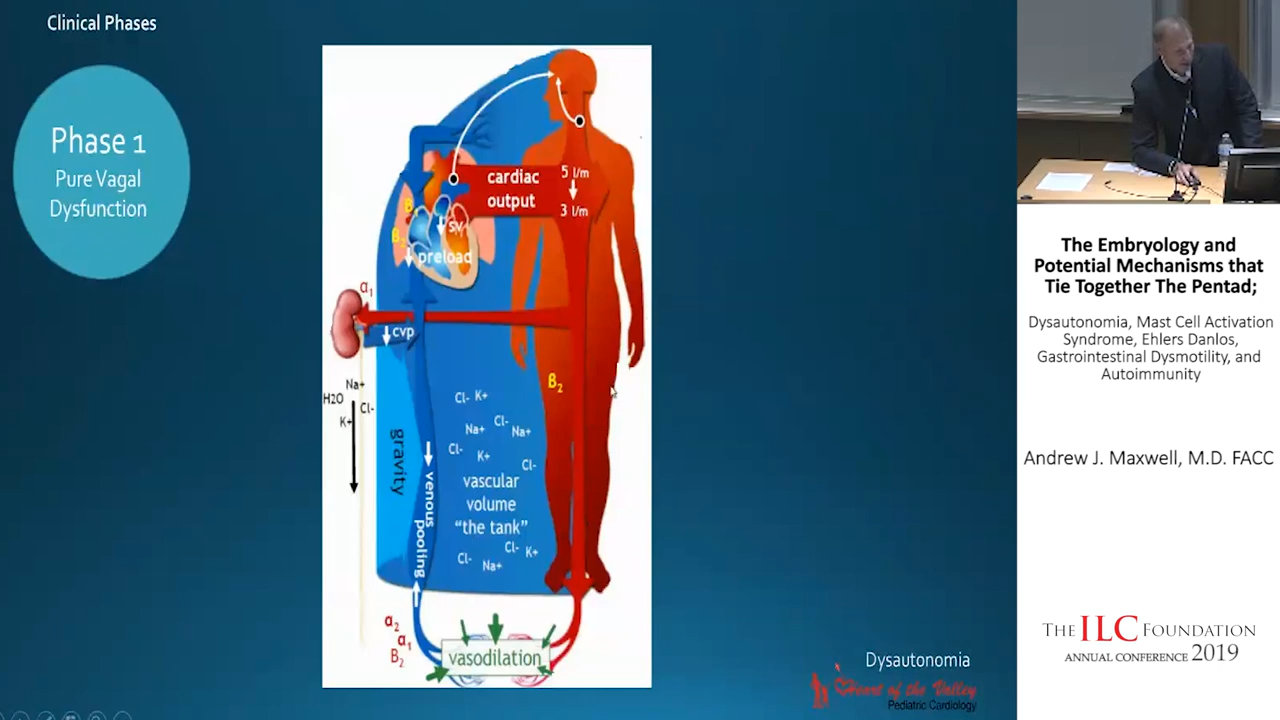 Clinical Phases
Phase 1
Pure Vagal
Dysfunction
cardiac
output
5 l/m
3 l/m
B
B₂
sv
preload
α₁
cvp
Na+
H2O
Cl-
K+
gravity
venous pooling
B₂
Cl- K+
Na+
Cl-
Na+
Cl-
K+
Cl-
vascular
volume
“the tank”
Cl-
Na+
Cl-
K+
α₂
α₁
B₂
vasodilation
Dysautonomia
Heart of the Valley
Pediatric Cardiology
The Embryology and
Potential Mechanisms that
Tie Together The Pentad;
Dysautonomia, Mast Cell Activation
Syndrome, Ehlers Danlos,
Gastrointestinal Dysmotility, and
Autoimmunity
Andrew J. Maxwell, M.D. FACC
THE ILC FOUNDATION
ANNUAL CONFERENCE 2019